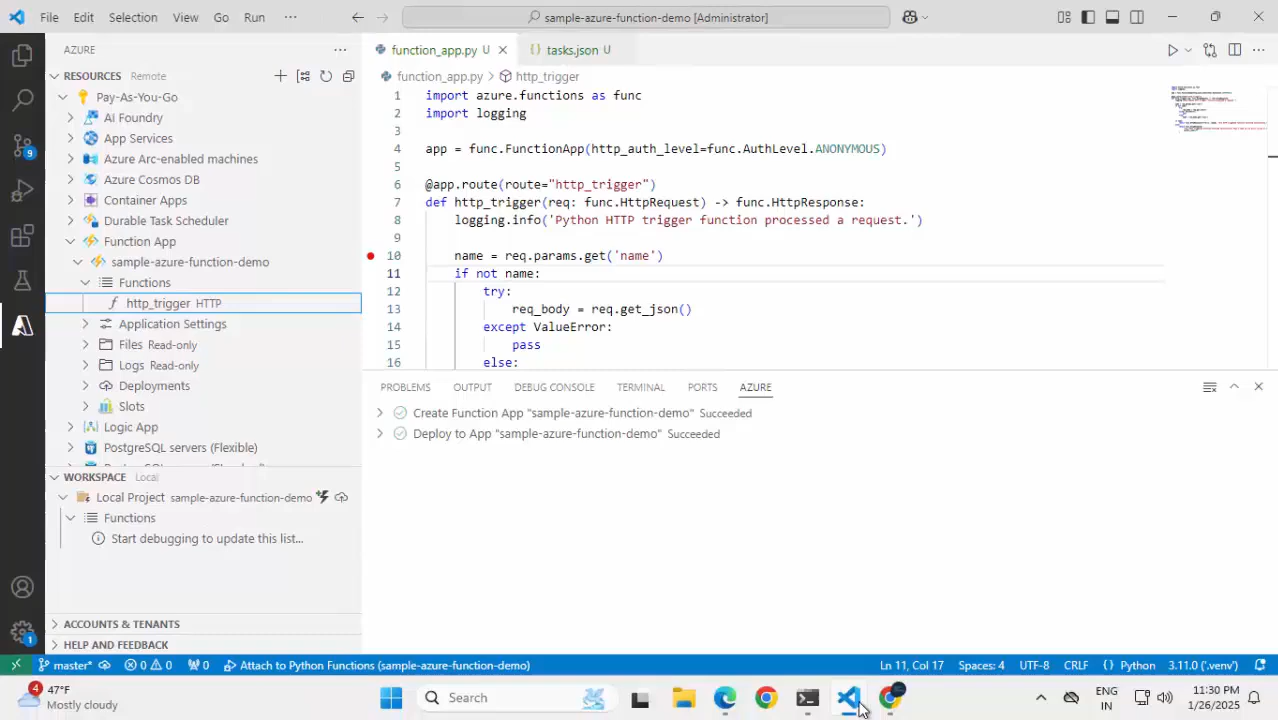 File Edit Selection View Go Run ··· sample-azure-function-demo [Administrator]
AZURE ···
RESOURCES Remote
Pay-As-You-Go
AI Foundry
App Services
Azure Arc-enabled machines
Azure Cosmos DB
Container Apps
Durable Task Scheduler
Function App
sample-azure-function-demo
Functions
http_trigger HTTP
Application Settings
Files Read-only
Logs Read-only
Deployments
Slots
Logic App
PostgreSQL servers (Flexible)
WORKSPACE Local
Local Project sample-azure-function-demo
Functions
Start debugging to update this list...
ACCOUNTS & TENANTS
HELP AND FEEDBACK
9
1
function_app.py U tasks.json U
function_app.py > http_trigger
1 import azure.functions as func
2 import logging
3
4 app = func.FunctionApp(http_auth_level=func.AuthLevel.ANONYMOUS)
5
6 @app.route(route="http_trigger")
7 def http_trigger(req: func.HttpRequest) -> func.HttpResponse:
8 logging.info('Python HTTP trigger function processed a request.')
9
10 name = req.params.get('name')
11 if not name:
12 try:
13 req_body = req.get_json()
14 except ValueError:
15 pass
16 else:
PROBLEMS OUTPUT DEBUG CONSOLE TERMINAL PORTS AZURE
Create Function App "sample-azure-function-demo" Succeeded
Deploy to App "sample-azure-function-demo" Succeeded
master* 0 0 0 Attach to Python Functions (sample-azure-function-demo) Ln 11, Col 17 Spaces: 4 UTF-8 CRLF Python 3.11.0 ('.venv')
4 47°F
Mostly cloudy
Search
ENG
IN
11:30 PM
1/26/2025